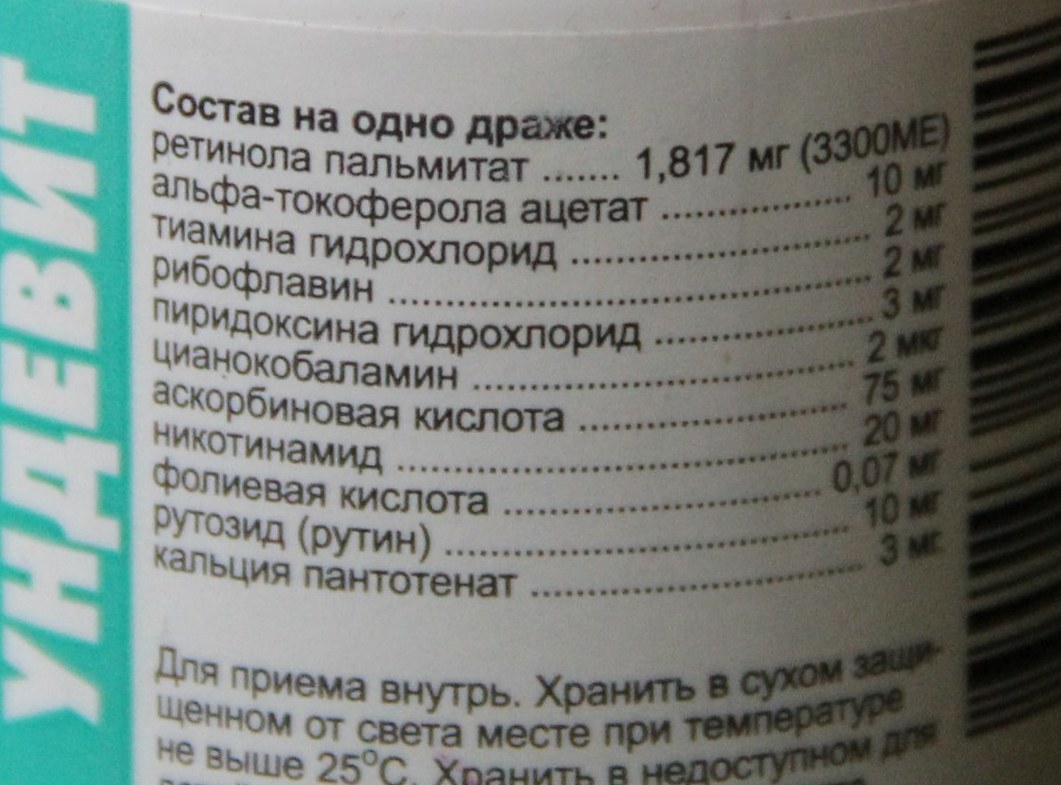 УНДЕВИТ
Состав на одно драже:
ретинола пальмитат ....... 1,817 мг (3300МЕ)
альфа-токоферола ацетат .................. 10 мг
тиамина гидрохлорид ............................ 2 мг
рибофлавин ............................................ 2 мг
пиридоксина гидрохлорид .................... 3 мг
цианокобаламин .................................. 2 мкг
аскорбиновая кислота ........................ 75 мг
никотинамид ........................................ 20 мг
фолиевая кислота ............................ 0,07 мг
рутозид (рутин) .................................... 10 мг
кальция пантотенат .............................. 3 мг
Для приема внутрь. Хранить в сухом защи-
щенном от света месте при температуре
не выше 25°С. Хранить в недоступном для